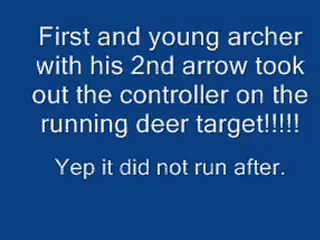 First and young archer
with his 2nd arrow took
out the controller on the
running deer target!!!!!
Yep it did not run after.